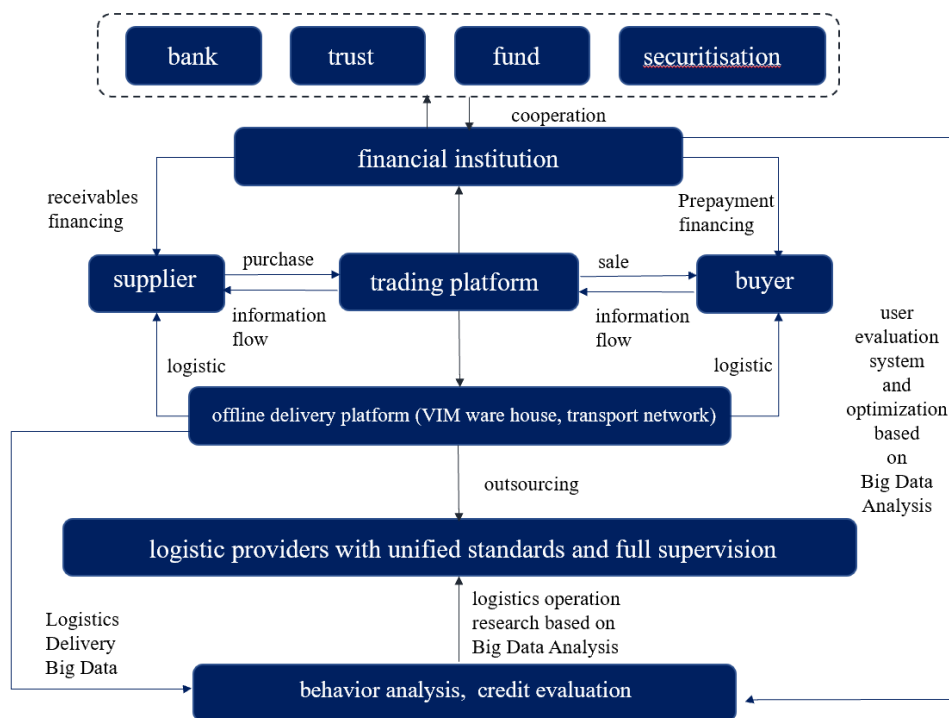 bank
trust
fund
securitisation
cooperation
financial institution
receivables
financing
Prepayment
financing
supplier
purchase
trading platform
sale
buyer
information
flow
information
flow
logistic
logistic
user
evaluation
system
and
optimization
based
on
Big Data
Analysis
offline delivery platform (VIM ware house, transport network)
outsourcing
logistic providers with unified standards and full supervision
Logistics
Delivery
Big Data
logistics operation
research based on
Big Data Analysis
behavior analysis, credit evaluation